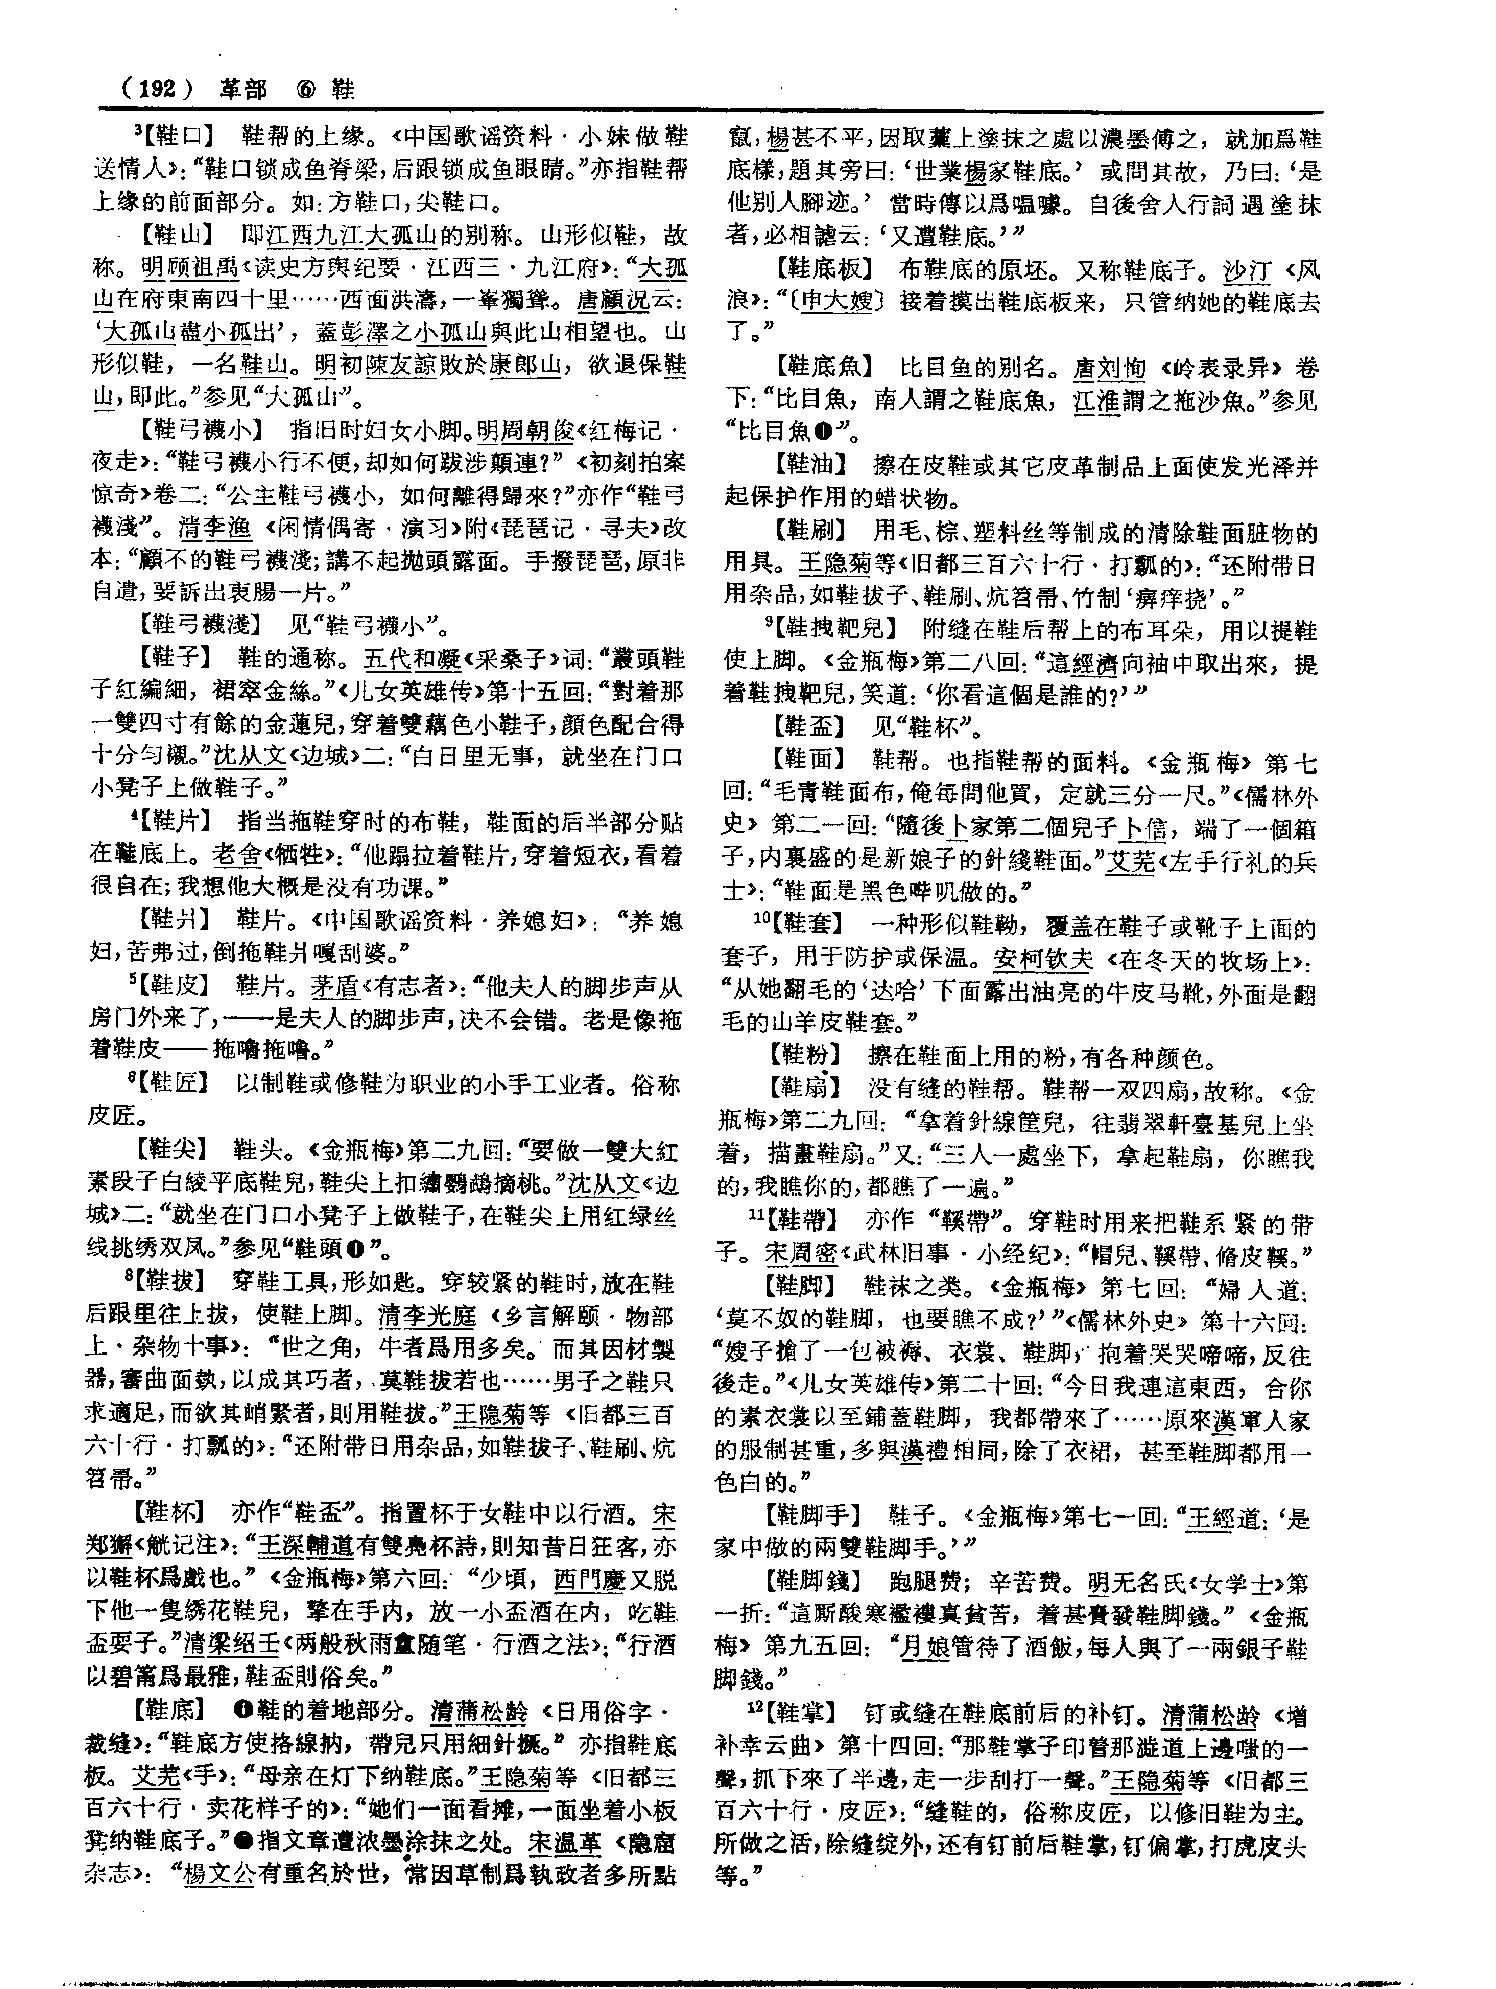 （192） 革部 ⑥ 鞋
³【鞋口】 鞋帮的上缘。《中国歌谣资料·小妹做鞋
送情人》：“鞋口锁成鱼脊梁，后跟锁成鱼眼睛。”亦指鞋帮
上缘的前面部分。如：方鞋口，尖鞋口。
【鞋山】 即江西九江大孤山的别称。山形似鞋，故
称。明顾祖禹《读史方舆纪要·江西三·九江府》：“大孤
山在府東南四十里……西面洪濤，一峯獨聳。唐顧況云：
‘大孤山盡小孤出’，蓋彭澤之小孤山與此山相望也。山
形似鞋，一名鞋山。明初陳友諒敗於康郎山，欲退保鞋
山，即此。”参见“大孤山”。
【鞋弓襪小】 指旧时妇女小脚。明周朝俊《红梅记·
夜走》：“鞋弓襪小行不便，却如何跋涉顛連？”《初刻拍案
惊奇》卷二：“公主鞋弓襪小，如何離得歸來？”亦作“鞋弓
襪淺”。清李渔《闲情偶寄·演习》附《琵琶记·寻夫》改
本：“顧不的鞋弓襪淺；講不起抛頭露面。手撥琵琶，原非
自遣，要訴出衷腸一片。”
【鞋弓襪淺】 见“鞋弓襪小”。
【鞋子】 鞋的通称。五代和凝《采桑子》词：“叢頭鞋
子紅編細，裙窣金絲。”《儿女英雄传》第十五回：“對着那
一雙四寸有餘的金蓮兒，穿着雙藕色小鞋子，顔色配合得
十分匀襯。”沈从文《边城》二：“白日里无事，就坐在门口
小凳子上做鞋子。”
⁴【鞋片】 指当拖鞋穿时的布鞋，鞋面的后半部分贴
在鞋底上。老舍《牺牲》：“他蹋拉着鞋片，穿着短衣，看着
很自在；我想他大概是没有功课。”
【鞋爿】 鞋片。《中国歌谣资料·养媳妇》：“养媳
妇，苦弗过，倒拖鞋爿嘎刮婆。”
⁵【鞋皮】 鞋片。茅盾《有志者》：“他夫人的脚步声从
房门外来了，——是夫人的脚步声，决不会错。老是像拖
着鞋皮——拖噜拖噜。”
⁶【鞋匠】 以制鞋或修鞋为职业的小手工业者。俗称
皮匠。
【鞋尖】 鞋头。《金瓶梅》第二九回：“要做一雙大紅
素段子白綾平底鞋兒，鞋尖上扣繡鸚鵡摘桃。”沈从文《边
城》二：“就坐在门口小凳子上做鞋子，在鞋尖上用红绿丝
线挑绣双凤。”参见“鞋頭❶”。
⁸【鞋拔】 穿鞋工具，形如匙。穿较紧的鞋时，放在鞋
后跟里往上拔，使鞋上脚。清李光庭《乡言解颐·物部
上·杂物十事》：“世之角，牛者爲用多矣。而其因材製
器，審曲面埶，以成其巧者，莫鞋拔若也……男子之鞋只
求適足，而欲其峭緊者，則用鞋拔。”王隐菊等《旧都三百
六十行·打瓢的》：“还附带日用杂品，如鞋拔子、鞋刷、炕
笤帚。”
【鞋杯】 亦作“鞋盃”。指置杯于女鞋中以行酒。宋
郑獬《觥记注》：“王深輔道有雙鳧杯詩，則知昔日狂客，亦
以鞋杯爲戲也。”《金瓶梅》第六回：“少頃，西門慶又脱
下他一隻綉花鞋兒，擎在手内，放一小盃酒在内，吃鞋
盃耍子。”清梁绍壬《两般秋雨盦随笔·行酒之法》：“行酒
以碧筩爲最雅，鞋盃則俗矣。”
【鞋底】 ❶鞋的着地部分。清蒲松龄《日用俗字·
裁缝》：“鞋底方使捎線㧡，帶兒只用細針撅。”亦指鞋底
板。艾芜《手》：“母亲在灯下纳鞋底。”王隐菊等《旧都三
百六十行·卖花样子的》：“她们一面看摊，一面坐着小板
凳纳鞋底子。”❷指文章遭浓墨涂抹之处。宋温革《隐窟
杂志》：“楊文公有重名於世，常因草制爲執政者多所點
竄，楊甚不平，因取藁上塗抹之處以濃墨傅之，就加爲鞋
底樣，題其旁曰：‘世業楊家鞋底。’或問其故，乃曰：‘是
他别人腳迹。’當時傳以爲嗢噱。自後舍人行詞遇塗抹
者，必相謔云：‘又遭鞋底。’”
【鞋底板】 布鞋底的原坯。又称鞋底子。沙汀《风
浪》：“〔申大嫂〕接着摸出鞋底板来，只管纳她的鞋底去
了。”
【鞋底魚】 比目鱼的别名。唐刘恂《岭表录异》卷
下：“比目魚，南人謂之鞋底魚，江淮謂之拖沙魚。”参见
“比目魚❶”。
【鞋油】 擦在皮鞋或其它皮革制品上面使发光泽并
起保护作用的蜡状物。
【鞋刷】 用毛、棕、塑料丝等制成的清除鞋面脏物的
用具。王隐菊等《旧都三百六十行·打瓢的》：“还附带日
用杂品，如鞋拔子、鞋刷、炕笤帚、竹制‘痹痒挠’。”
⁹【鞋拽靶兒】 附缝在鞋后帮上的布耳朵，用以提鞋
使上脚。《金瓶梅》第二八回：“這經濟向袖中取出來，提
着鞋拽靶兒，笑道：‘你看這個是誰的？’”
【鞋盃】 见“鞋杯”。
【鞋面】 鞋帮。也指鞋帮的面料。《金瓶梅》第七
回：“毛青鞋面布，俺每問他買，定就三分一尺。”《儒林外
史》第二一回：“隨後卜家第二個兒子卜信，端了一個箱
子，内裏盛的是新娘子的針綫鞋面。”艾芜《左手行礼的兵
士》：“鞋面是黑色哔叽做的。”
¹⁰【鞋套】 一种形似鞋靿，覆盖在鞋子或靴子上面的
套子，用于防护或保温。安柯钦夫《在冬天的牧场上》：
“从她翻毛的‘达哈’下面露出油亮的牛皮马靴，外面是翻
毛的山羊皮鞋套。”
【鞋粉】 擦在鞋面上用的粉，有各种颜色。
【鞋扇】 没有缝的鞋帮。鞋帮一双四扇，故称。《金
瓶梅》第二九回：“拿着針線筐兒，往翡翠軒臺基兒上坐
着，描畫鞋扇。”又：“三人一處坐下，拿起鞋扇，你瞧我
的，我瞧你的，都瞧了一遍。”
¹¹【鞋帶】 亦作“鞵帶”。穿鞋时用来把鞋系紧的带
子。宋周密《武林旧事·小经纪》：“帽兒、鞵帶、脩皮鞵。”
【鞋脚】 鞋袜之类。《金瓶梅》第七回：“婦人道：
‘莫不奴的鞋脚，也要瞧不成？’”《儒林外史》第十六回：
“嫂子搶了一包被褥、衣裳、鞋脚，抱着哭哭啼啼，反往
後走。”《儿女英雄传》第二十回：“今日我連這東西，合你
的素衣裳以至鋪蓋鞋脚，我都帶來了……原來漢軍人家
的服制甚重，多與漢禮相同，除了衣裙，甚至鞋脚都用一
色白的。”
【鞋脚手】 鞋子。《金瓶梅》第七一回：“王經道：‘是
家中做的兩雙鞋脚手。’”
【鞋脚錢】 跑腿费；辛苦费。明无名氏《女学士》第
一折：“這厮酸寒襤褸真貧苦，着甚齎發鞋脚錢。”《金瓶
梅》第九五回：“月娘管待了酒飯，每人與了一兩銀子鞋
脚錢。”
¹²【鞋掌】 钉或缝在鞋底前后的补钉。清蒲松龄《增
补幸云曲》第十四回：“那鞋掌子印着那澁道上邊嗤的一
聲，抓下來了半邊，走一步刮打一聲。”王隐菊等《旧都三
百六十行·皮匠》：“缝鞋的，俗称皮匠，以修旧鞋为主。
所做之活，除缝绽外，还有钉前后鞋掌，钉偏掌，打虎皮头
等。”